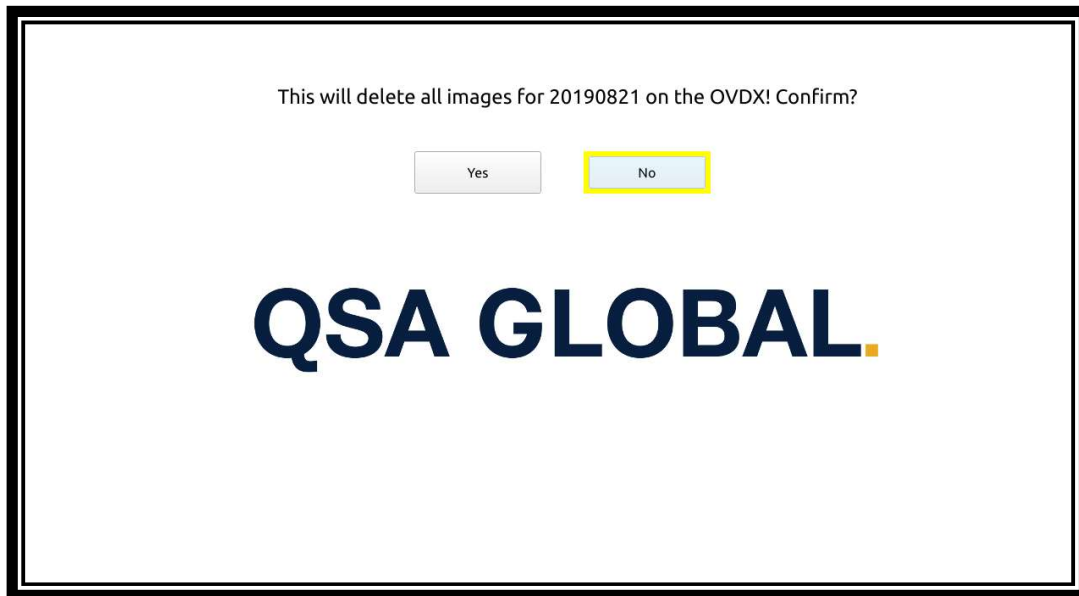 This will delete all images for 20190821 on the OVDX! Confirm?
Yes No
QSA GLOBAL.